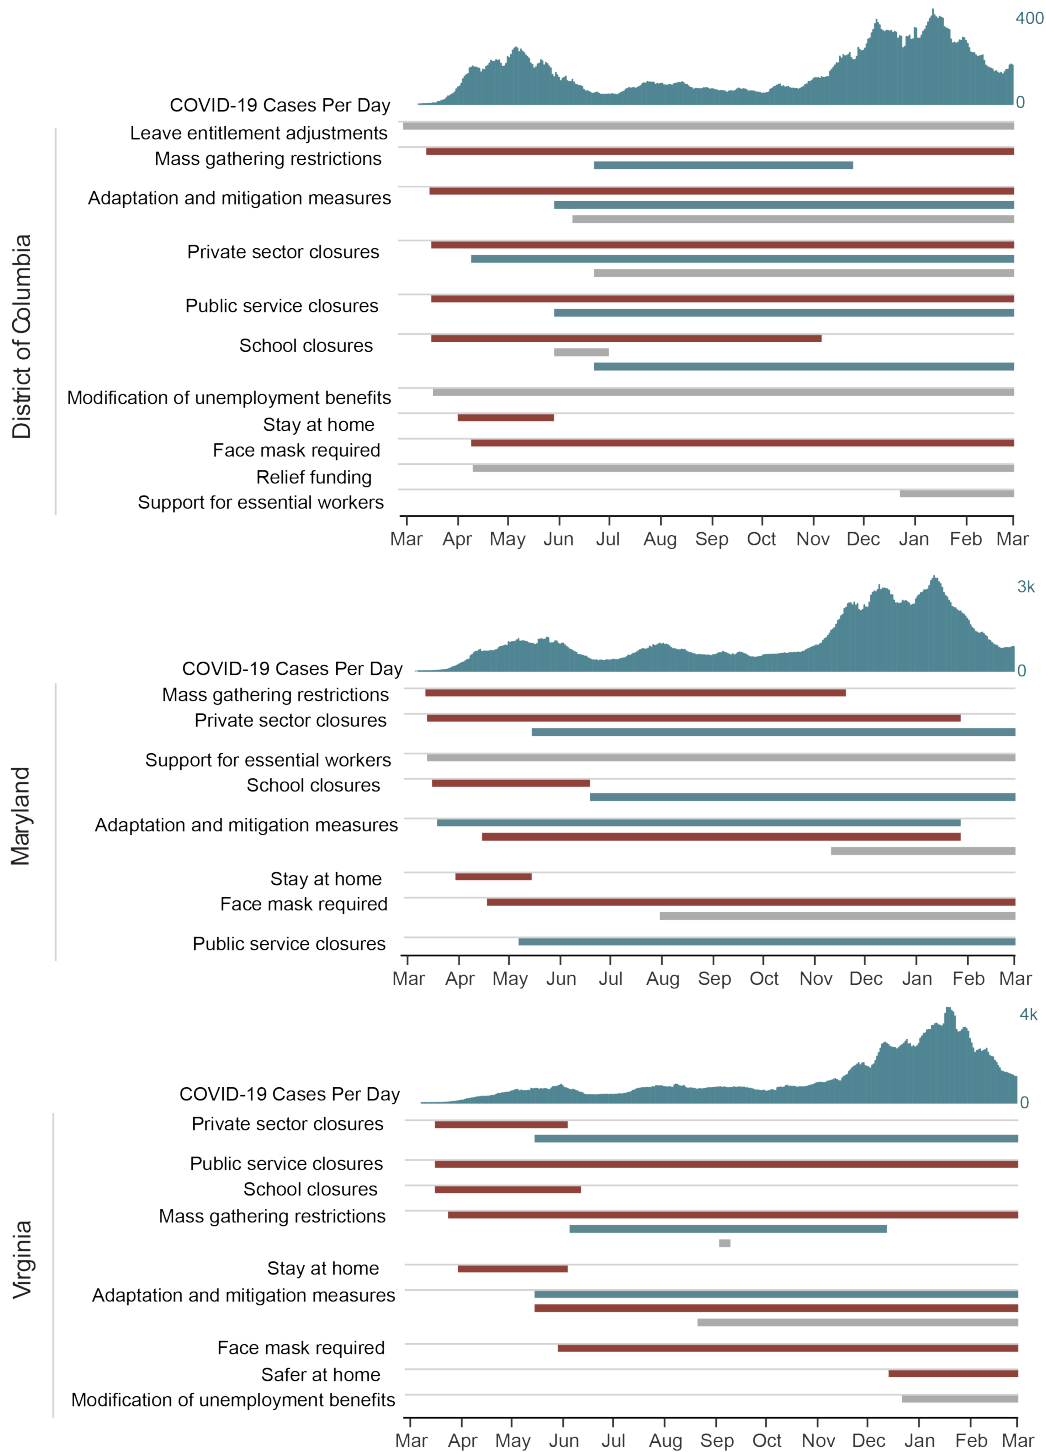 400
COVID-19 Cases Per Day
0
District of Columbia
Leave entitlement adjustments
Mass gathering restrictions
Adaptation and mitigation measures
Private sector closures
Public service closures
School closures
Modification of unemployment benefits
Stay at home
Face mask required
Relief funding
Support for essential workers
Mar Apr May Jun Jul Aug Sep Oct Nov Dec Jan Feb Mar
3k
COVID-19 Cases Per Day
0
Maryland
Mass gathering restrictions
Private sector closures
Support for essential workers
School closures
Adaptation and mitigation measures
Stay at home
Face mask required
Public service closures
Mar Apr May Jun Jul Aug Sep Oct Nov Dec Jan Feb Mar
4k
COVID-19 Cases Per Day
0
Virginia
Private sector closures
Public service closures
School closures
Mass gathering restrictions
Stay at home
Adaptation and mitigation measures
Face mask required
Safer at home
Modification of unemployment benefits
Mar Apr May Jun Jul Aug Sep Oct Nov Dec Jan Feb Mar